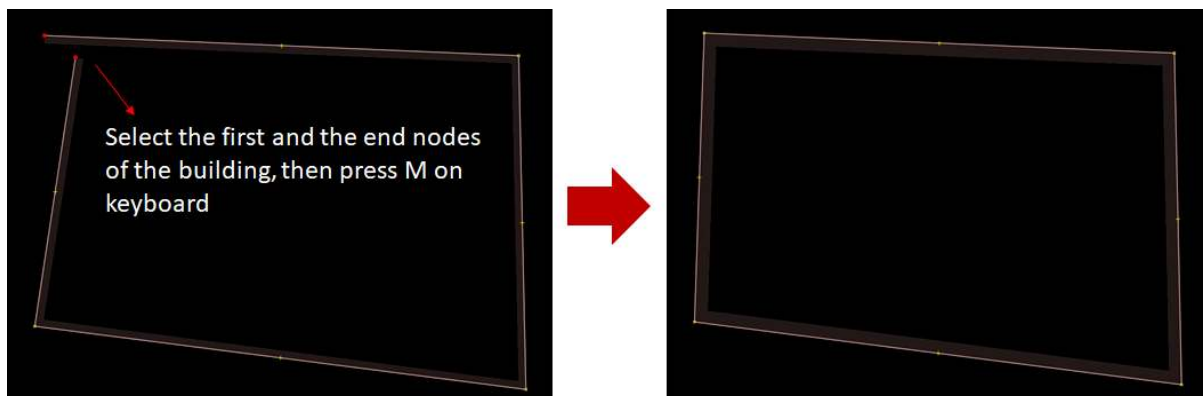 Select the first and the end nodes
of the building, then press M on
keyboard